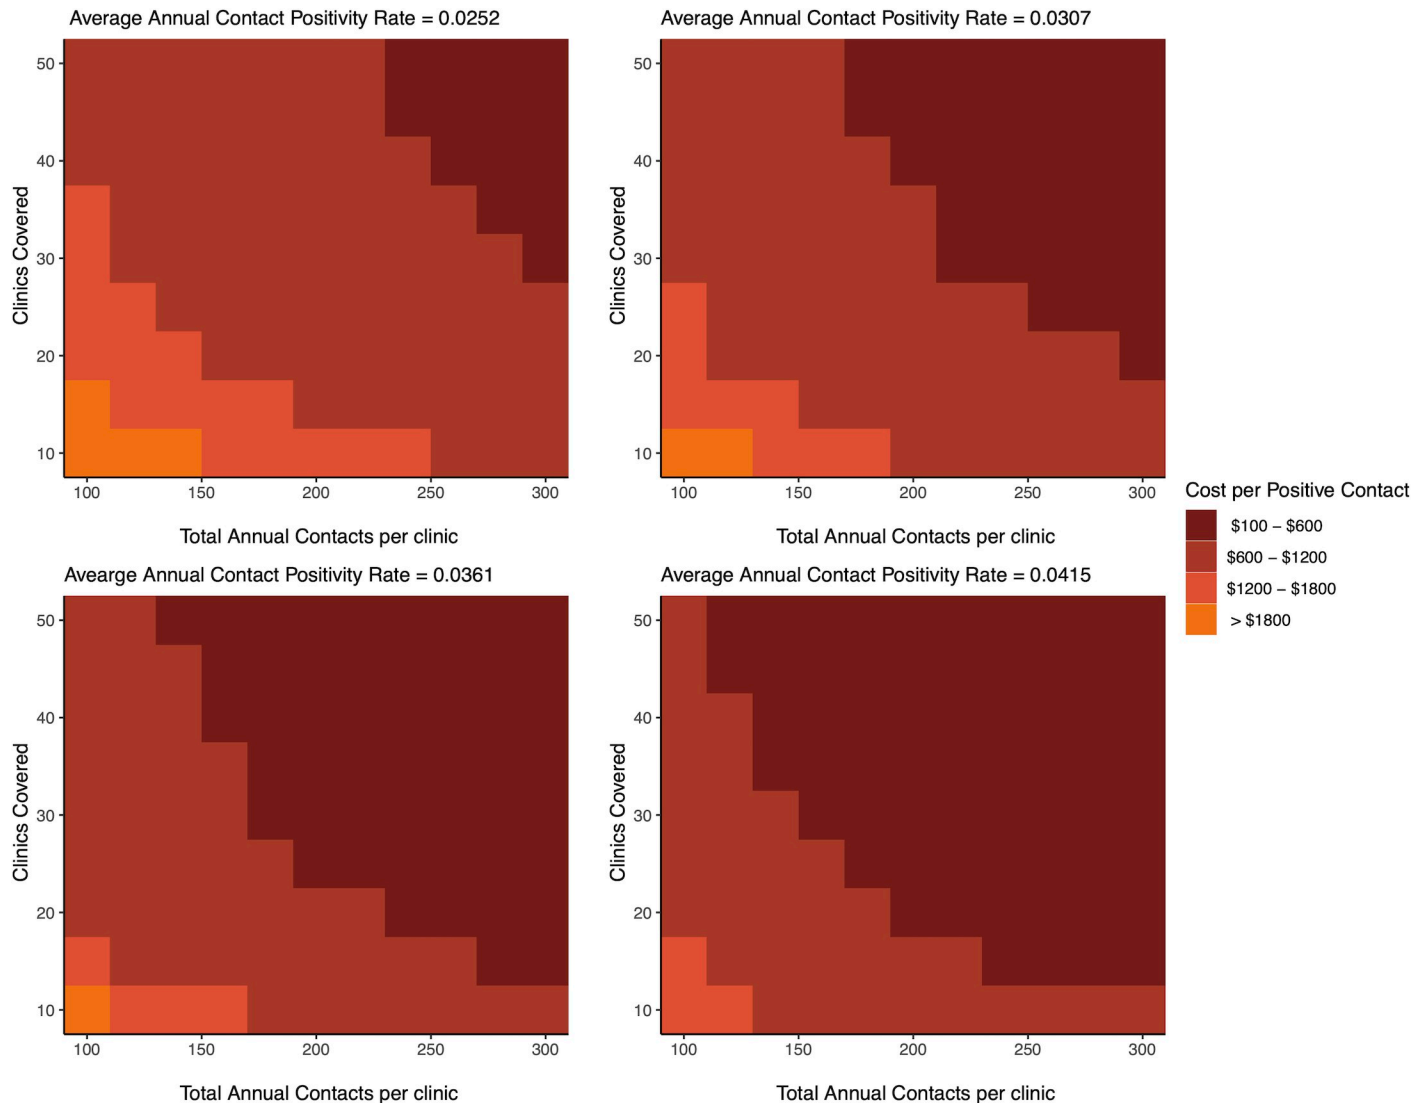 Average Annual Contact Positivity Rate = 0.0252
50
40
30
20
10
Clinics Covered
100 150 200 250 300
Total Annual Contacts per clinic
Average Annual Contact Positivity Rate = 0.0307
50
40
30
20
10
Clinics Covered
100 150 200 250 300
Total Annual Contacts per clinic
Avearge Annual Contact Positivity Rate = 0.0361
50
40
30
20
10
Clinics Covered
100 150 200 250 300
Total Annual Contacts per clinic
Average Annual Contact Positivity Rate = 0.0415
50
40
30
20
10
Clinics Covered
100 150 200 250 300
Total Annual Contacts per clinic
Cost per Positive Contact
$100 − $600
$600 − $1200
$1200 − $1800
> $1800